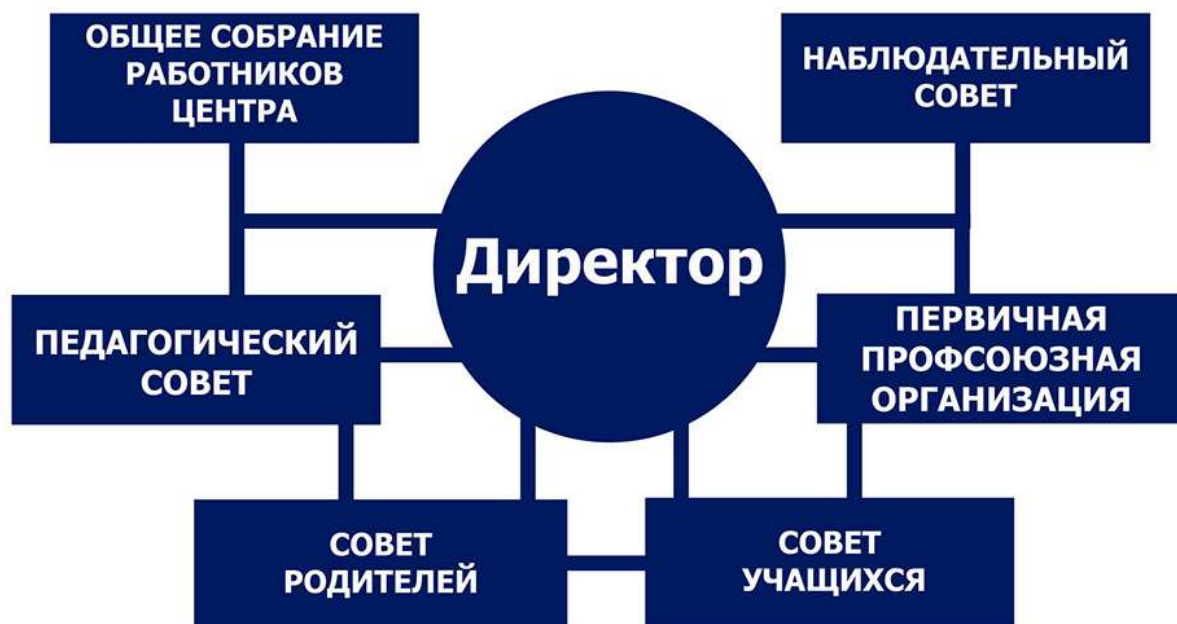 ОБЩЕЕ СОБРАНИЕ
РАБОТНИКОВ
ЦЕНТРА
НАБЛЮДАТЕЛЬНЫЙ
СОВЕТ
Директор
ПЕДАГОГИЧЕСКИЙ
СОВЕТ
ПЕРВИЧНАЯ
ПРОФСОЮЗНАЯ
ОРГАНИЗАЦИЯ
СОВЕТ
РОДИТЕЛЕЙ
СОВЕТ
УЧАЩИХСЯ